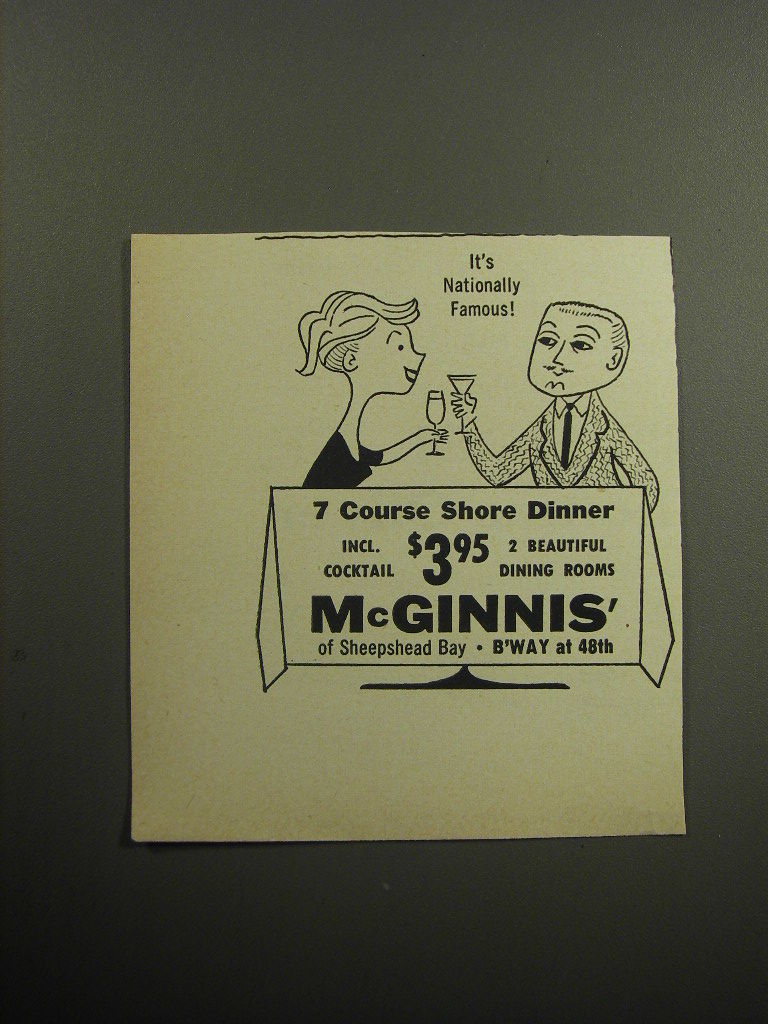 It's
Nationally
Famous!
7 Course Shore Dinner
INCL. COCKTAIL
$3.95
2 BEAUTIFUL DINING ROOMS
McGINNIS'
of Sheepshead Bay • B'WAY at 48th